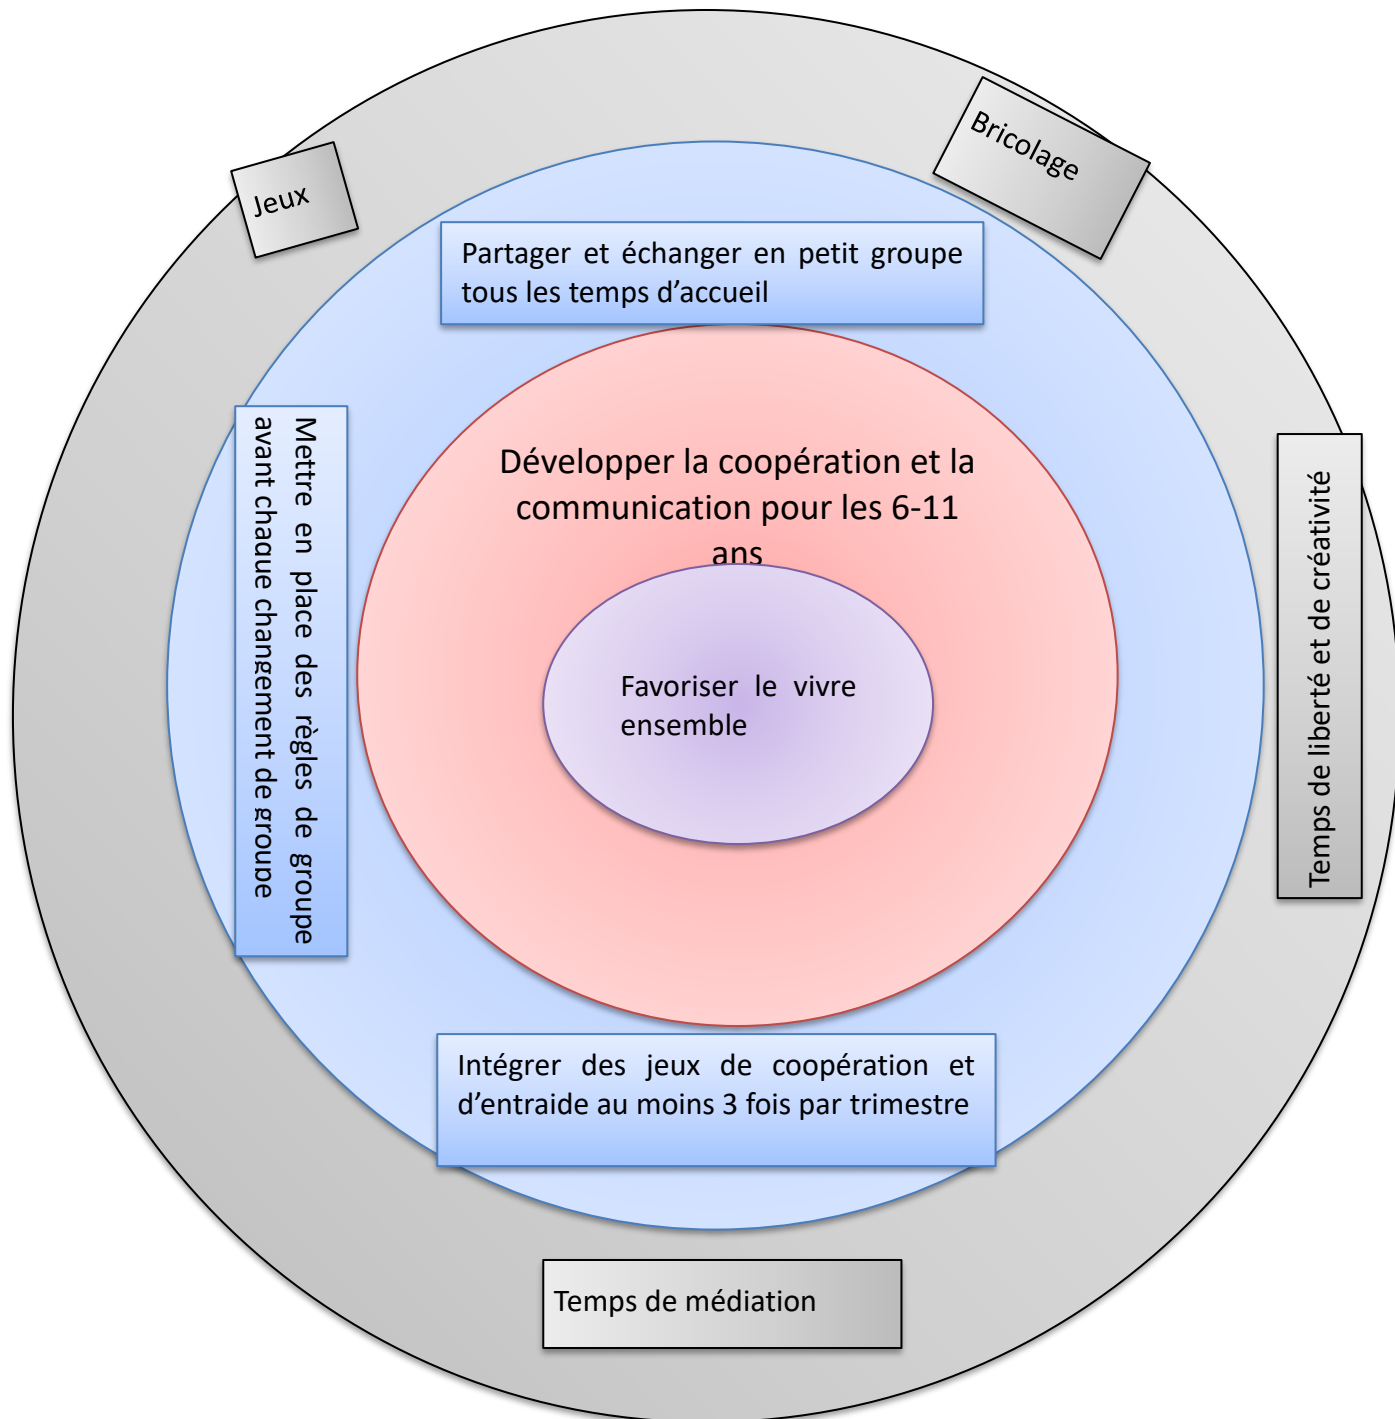 Jeux
Bricolage
Partager et échanger en petit groupe
tous les temps d’accueil
Mettre en place des règles de groupe
avant chaque changement de groupe
Développer la coopération et la
communication pour les 6-11
ans
Favoriser le vivre
ensemble
Temps de liberté et de créativité
Intégrer des jeux de coopération et
d’entraide au moins 3 fois par trimestre
Temps de médiation